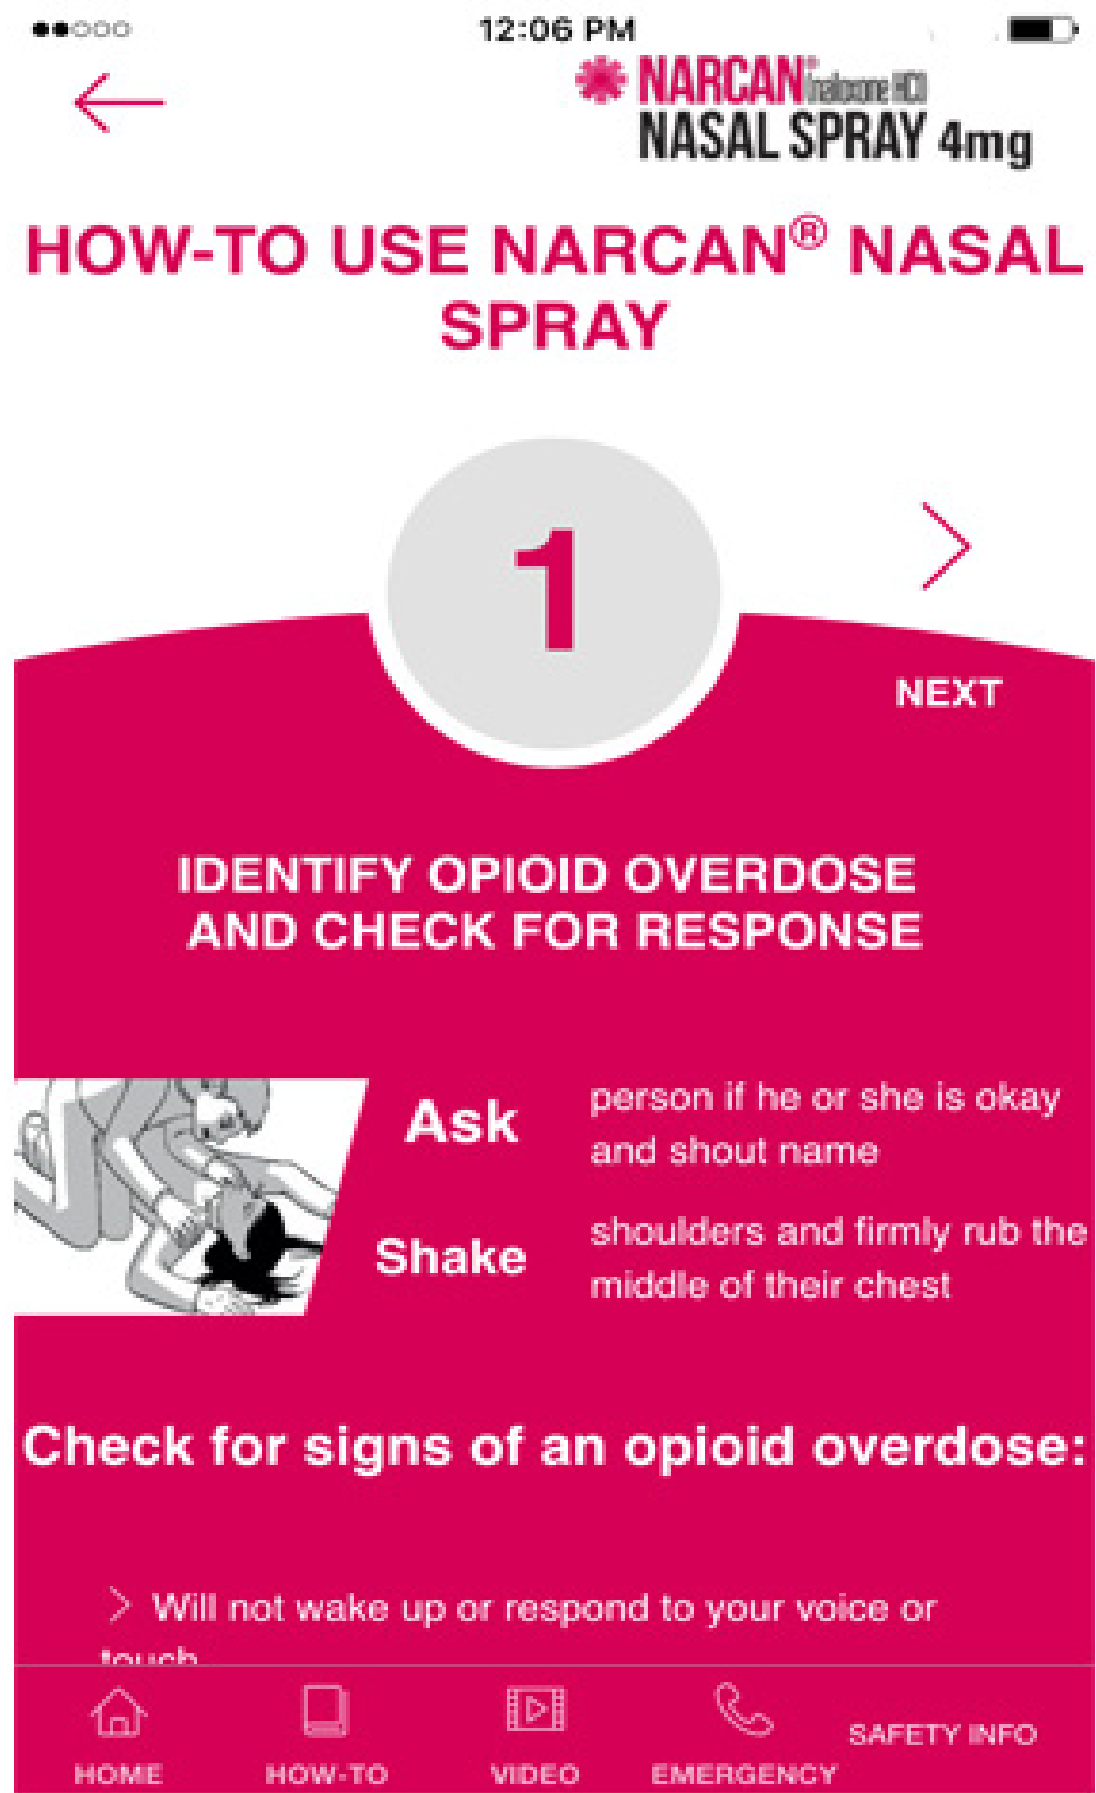 12:06 PM
NARCAN® (naloxone HCl)
NASAL SPRAY 4mg
HOW-TO USE NARCAN® NASAL
SPRAY
1
NEXT
IDENTIFY OPIOID OVERDOSE
AND CHECK FOR RESPONSE
Ask person if he or she is okay
and shout name
Shake shoulders and firmly rub the
middle of their chest
Check for signs of an opioid overdose:
> Will not wake up or respond to your voice or
touch
HOME HOW-TO VIDEO EMERGENCY SAFETY INFO